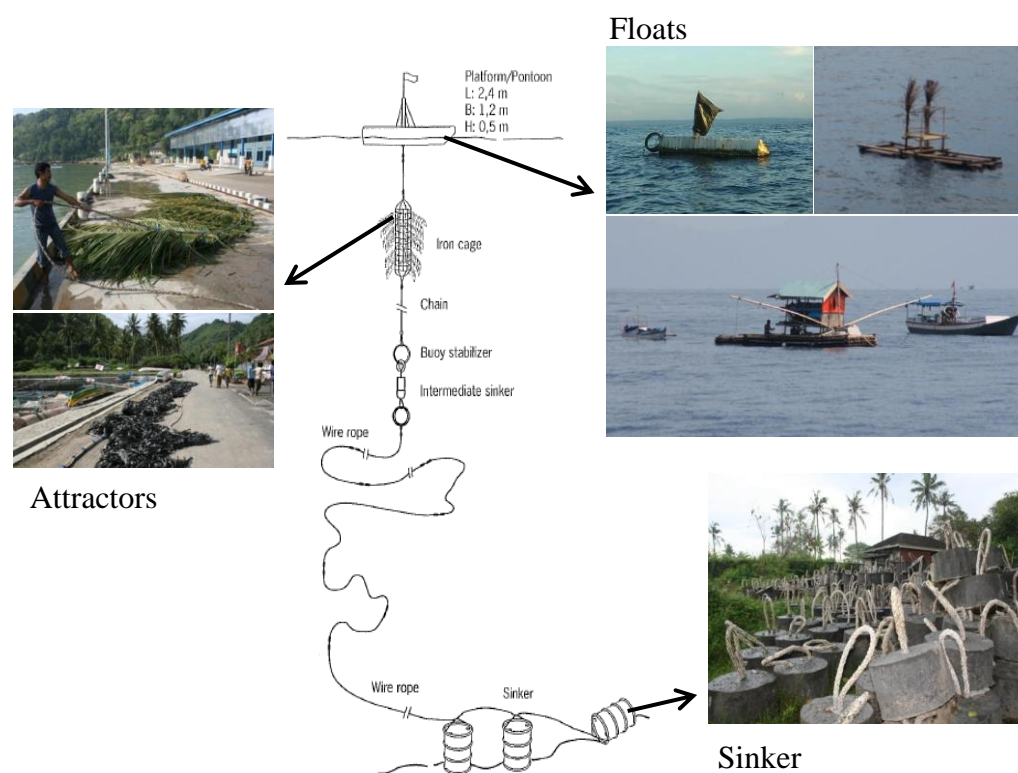 Floats
Platform/Pontoon
L: 2,4 m
B: 1,2 m
H: 0,5 m
Iron cage
Chain
Buoy stabilizer
Intermediate sinker
Wire rope
Attractors
Wire rope
Sinker
Sinker